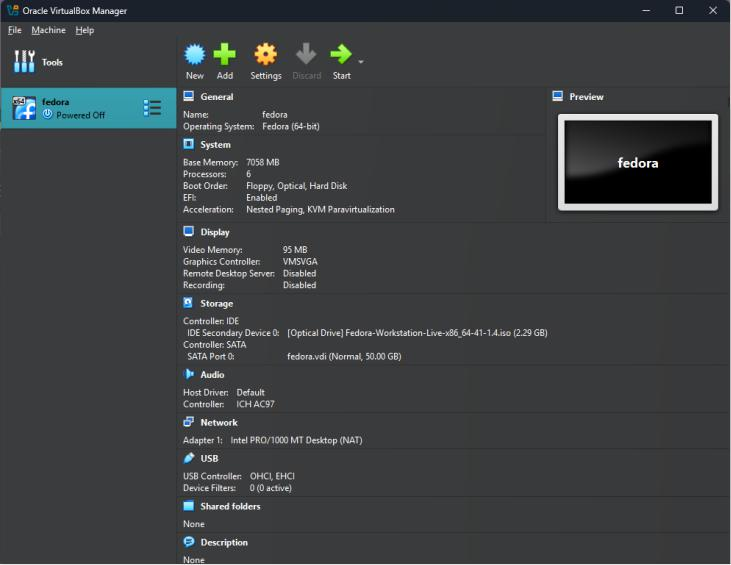 Oracle VirtualBox Manager
File Machine Help
Tools
New Add Settings Discard Start
x64
fedora
Powered Off
General
Name: fedora
Operating System: Fedora (64-bit)
System
Base Memory: 7058 MB
Processors: 6
Boot Order: Floppy, Optical, Hard Disk
EFI: Enabled
Acceleration: Nested Paging, KVM Paravirtualization
Preview
fedora
Display
Video Memory: 95 MB
Graphics Controller: VMSVGA
Remote Desktop Server: Disabled
Recording: Disabled
Storage
Controller: IDE
IDE Secondary Device 0: [Optical Drive] Fedora-Workstation-Live-x86_64-41-1.4.iso (2.29 GB)
Controller: SATA
SATA Port 0: fedora.vdi (Normal, 50.00 GB)
Audio
Host Driver: Default
Controller: ICH AC97
Network
Adapter 1: Intel PRO/1000 MT Desktop (NAT)
USB
USB Controller: OHCI, EHCI
Device Filters: 0 (0 active)
Shared folders
None
Description
None